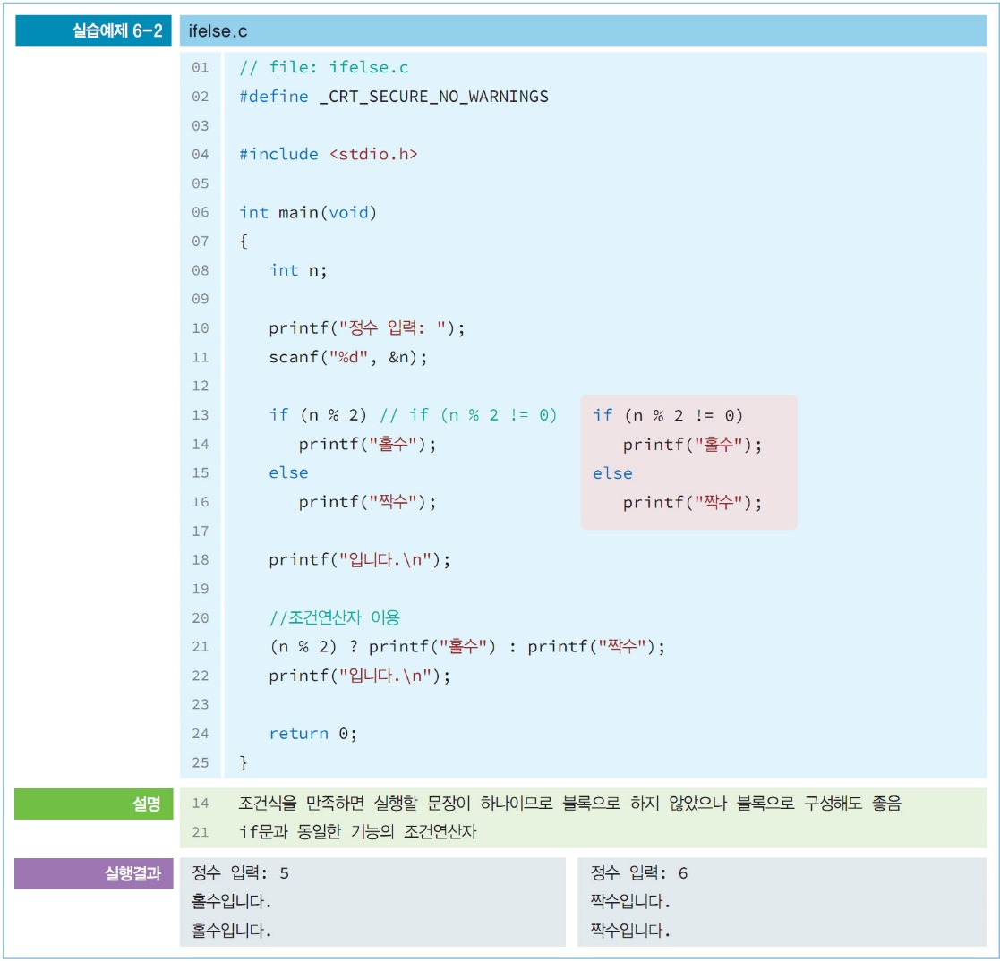 실습예제 6-2 ifelse.c
01 // file: ifelse.c
02 #define _CRT_SECURE_NO_WARNINGS
03
04 #include <stdio.h>
05
06 int main(void)
07 {
08 int n;
09
10 printf("정수 입력: ");
11 scanf("%d", &n);
12
13 if (n % 2) // if (n % 2 != 0) if (n % 2 != 0)
14 printf("홀수"); printf("홀수");
15 else else
16 printf("짝수"); printf("짝수");
17
18 printf("입니다.\n");
19
20 //조건연산자 이용
21 (n % 2) ? printf("홀수") : printf("짝수");
22 printf("입니다.\n");
23
24 return 0;
25 }
설명 14 조건식을 만족하면 실행할 문장이 하나이므로 블록으로 하지 않았으나 블록으로 구성해도 좋음
21 if문과 동일한 기능의 조건연산자
실행결과 정수 입력: 5 정수 입력: 6
홀수입니다. 짝수입니다.
홀수입니다. 짝수입니다.